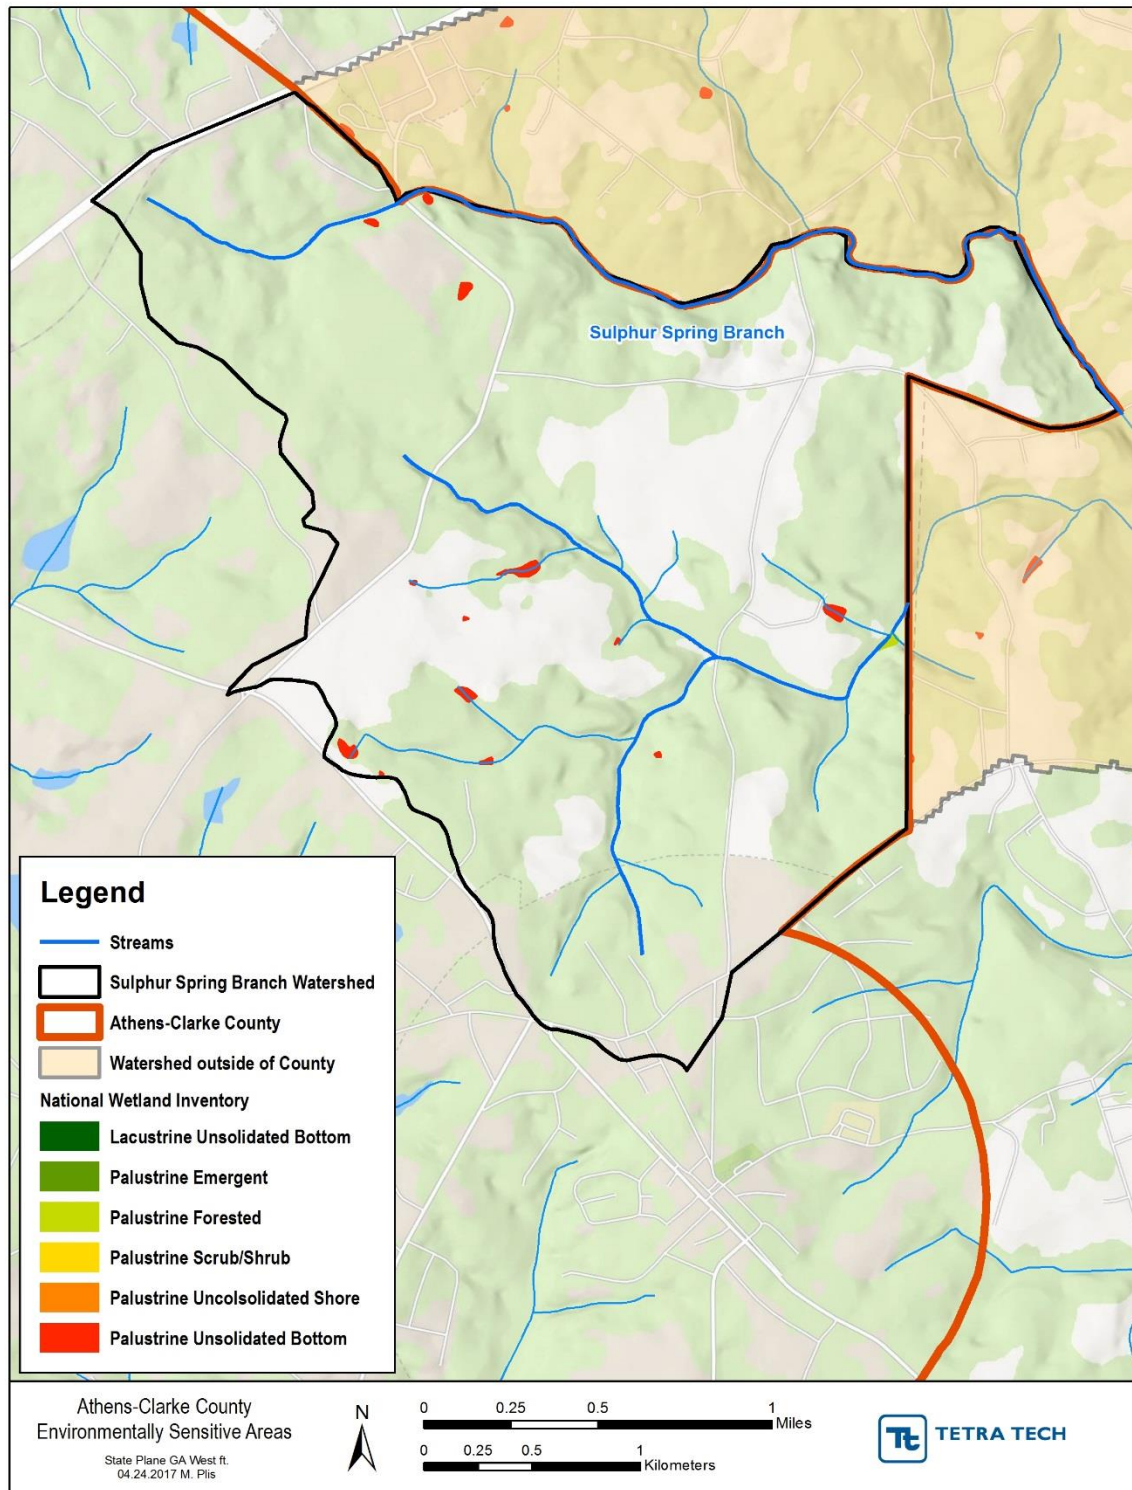 Sulphur Spring Branch
Legend
Streams
Sulphur Spring Branch Watershed
Athens-Clarke County
Watershed outside of County
National Wetland Inventory
Lacustrine Unsolidated Bottom
Palustrine Emergent
Palustrine Forested
Palustrine Scrub/Shrub
Palustrine Uncolsolidated Shore
Palustrine Unsolidated Bottom
Athens-Clarke County
Environmentally Sensitive Areas
State Plane GA West ft.
04.24.2017 M. Plis
N
0 0.25 0.5 1
Miles
0 0.25 0.5 1
Kilometers
Tt TETRA TECH